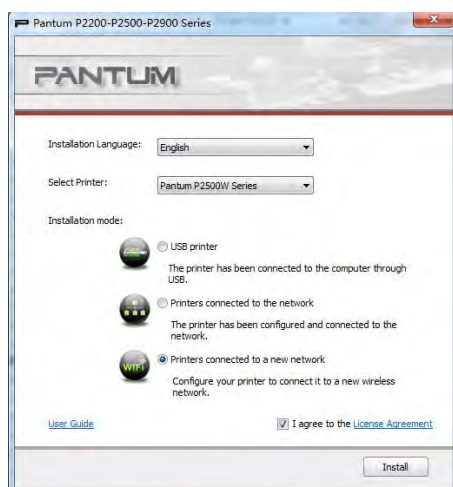 Pantum P2200-P2500-P2900 Series
PANTUM
Installation Language:
English
Select Printer:
Pantum P2500W Series
Installation mode:
USB printer
The printer has been connected to the computer through
USB.
Printers connected to the network
The printer has been configured and connected to the
network.
WiFi
Printers connected to a new network
Configure your printer to connect it to a new wireless
network.
User Guide
I agree to the License Agreement
Install